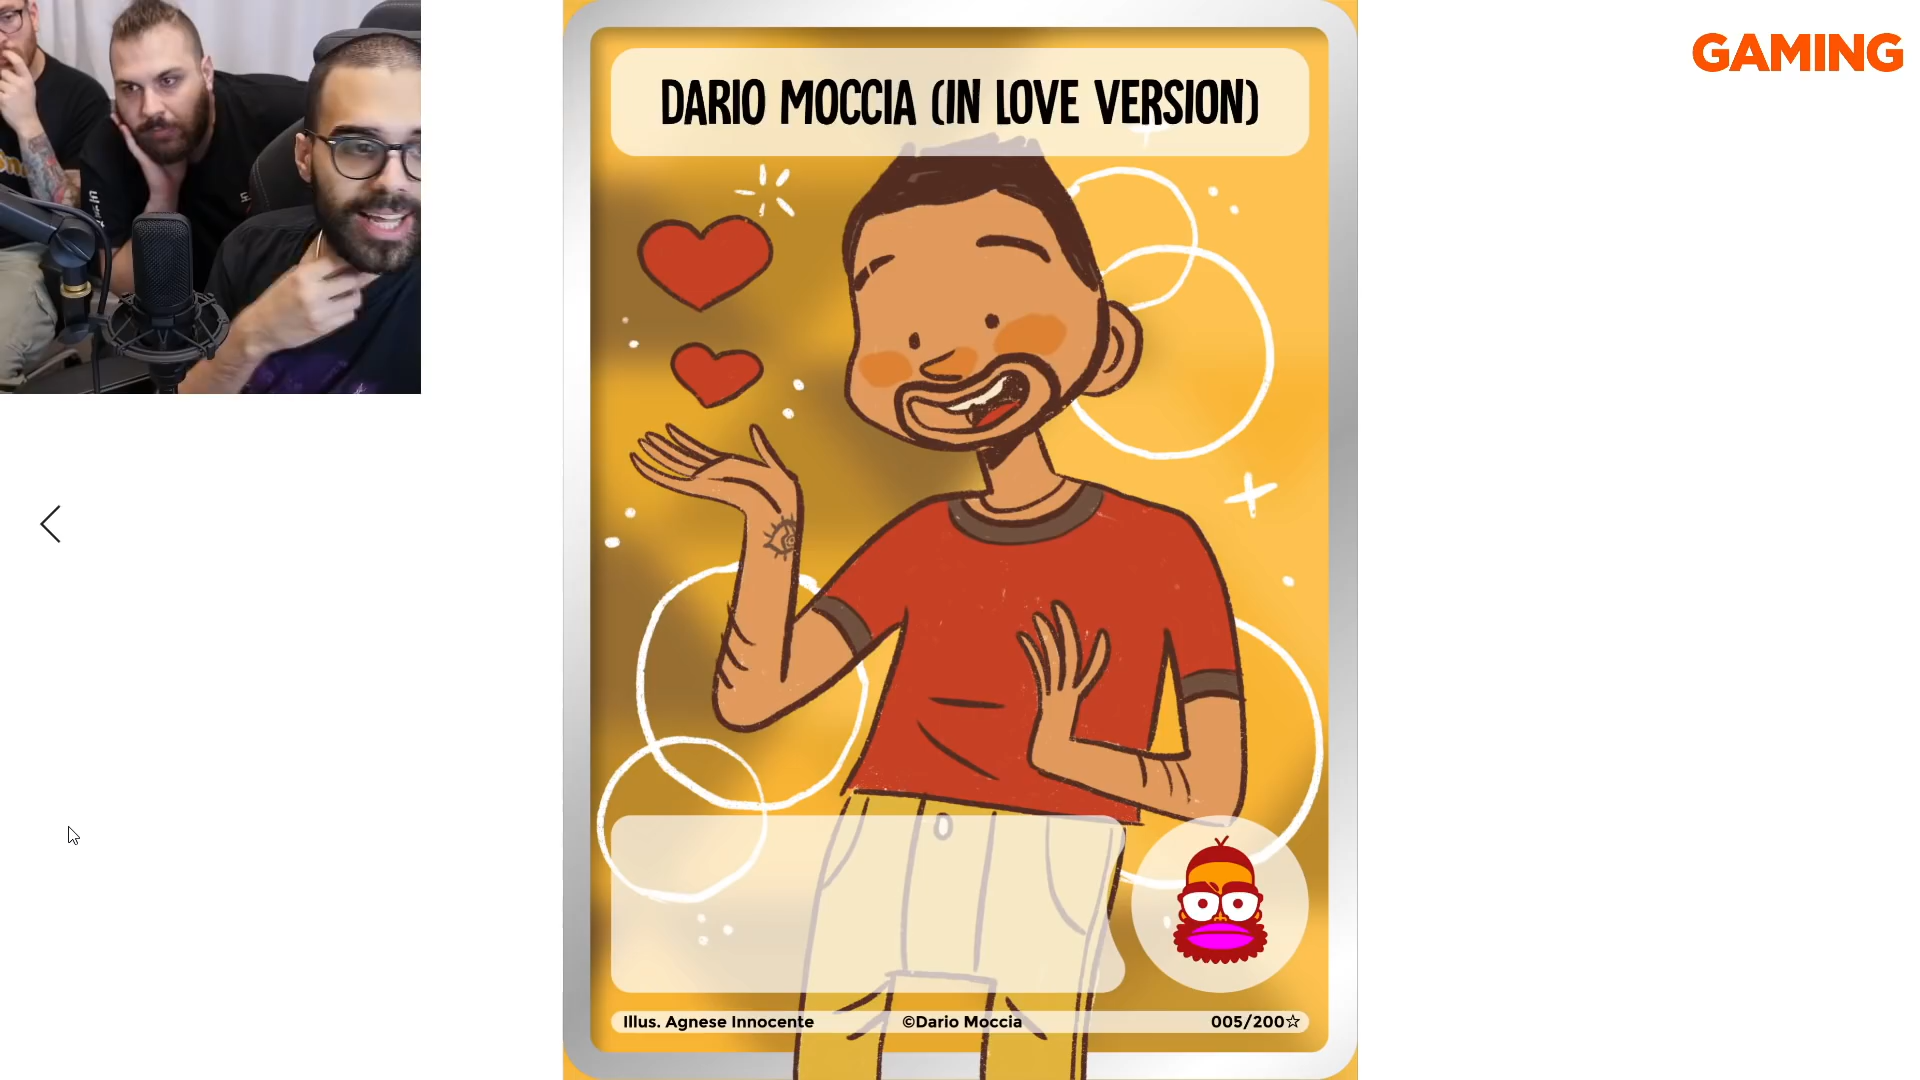 GAMING
DARIO MOCCIA (IN LOVE VERSION)
Illus. Agnese Innocente
©Dario Moccia
005/200☆